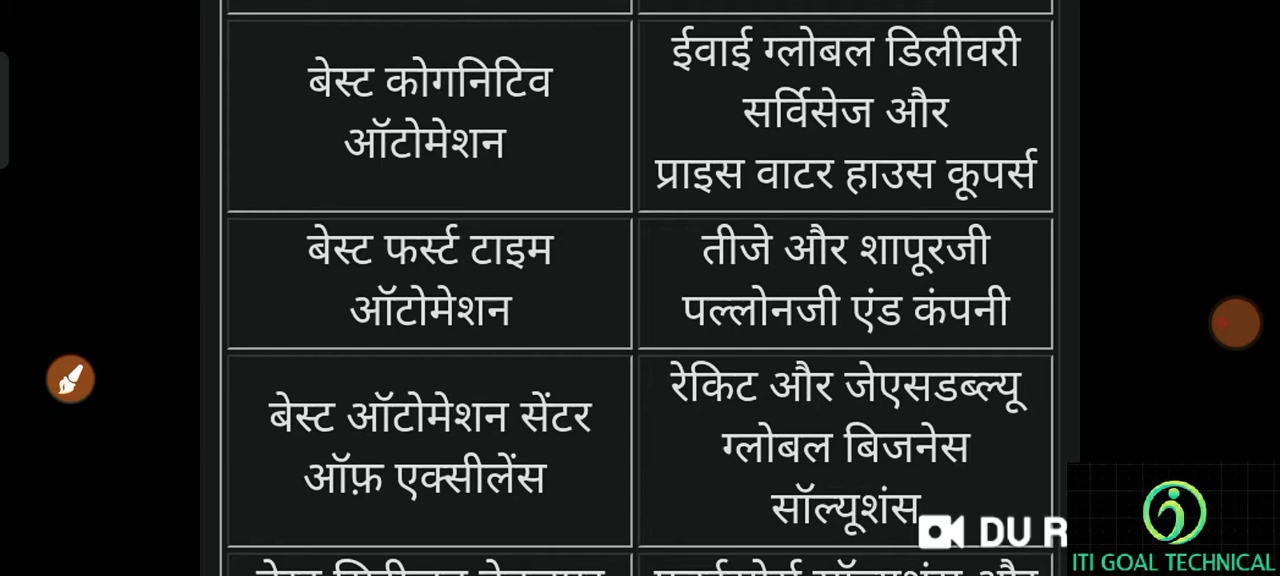 बेस्ट कोगनिटिव
ऑटोमेशन
ईवाई ग्लोबल डिलीवरी
सर्विसेज और
प्राइस वाटर हाउस कूपर्स
बेस्ट फर्स्ट टाइम
ऑटोमेशन
तीजे और शापूरजी
पल्लोनजी एंड कंपनी
बेस्ट ऑटोमेशन सेंटर
ऑफ़ एक्सीलेंस
रेकिट और जेएसडब्ल्यू
ग्लोबल बिजनेस
सॉल्यूशंस
DU R
ITI GOAL TECHNICAL